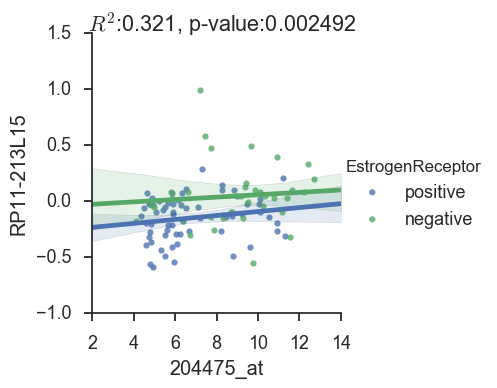 R²:0.321, p-value:0.002492
1.5
1.0
0.5
0.0
−0.5
−1.0
RP11-213L15
2 4 6 8 10 12 14
204475_at
EstrogenReceptor
positive
negative